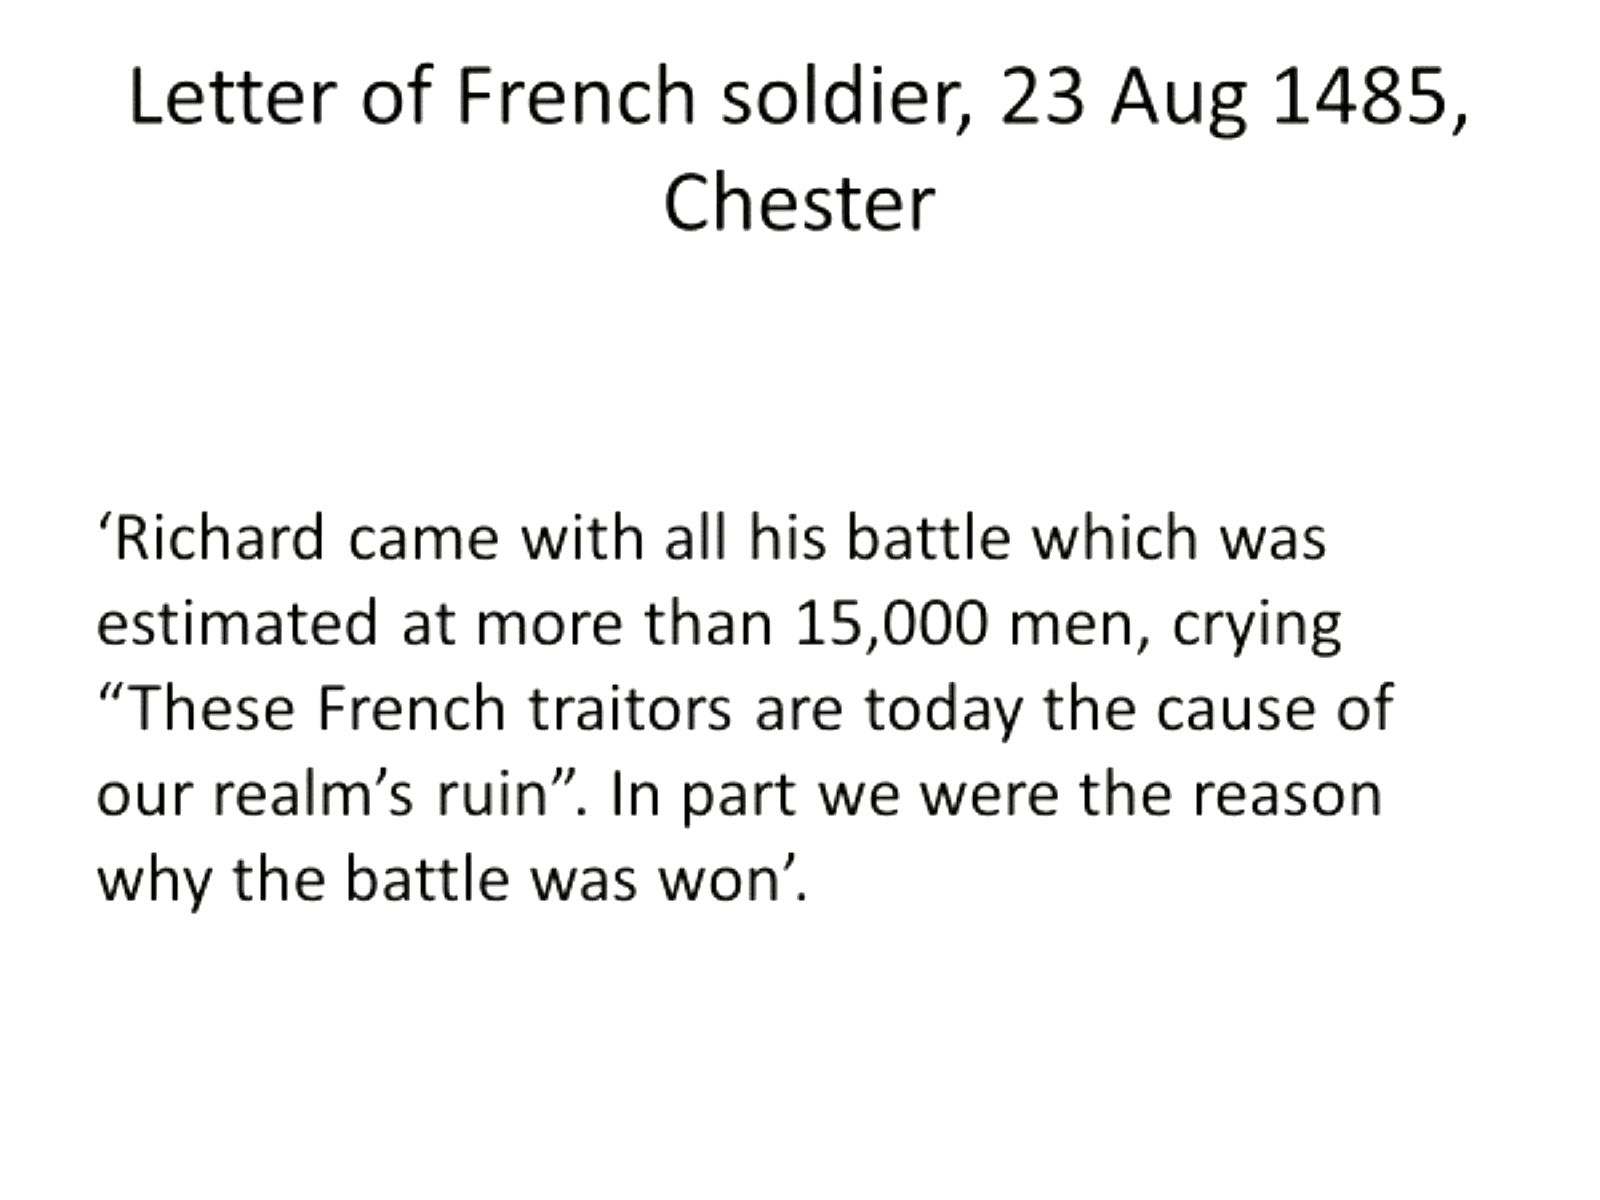 Letter of French soldier, 23 Aug 1485,
Chester
‘Richard came with all his battle which was
estimated at more than 15,000 men, crying
“These French traitors are today the cause of
our realm’s ruin”. In part we were the reason
why the battle was won’.